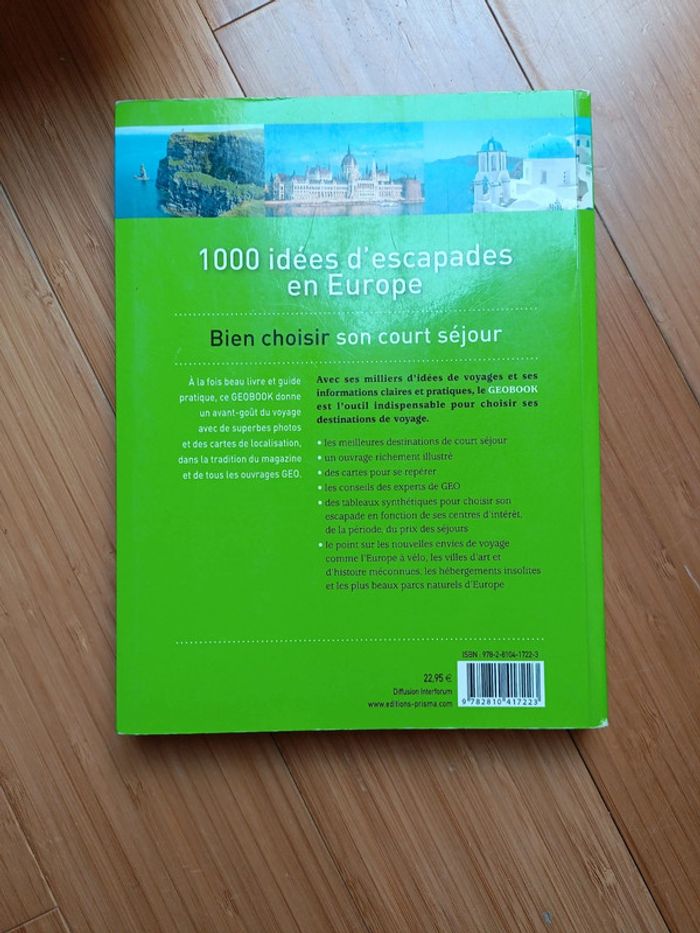 1000 idées d'escapades
en Europe
Bien choisir son court séjour
À la fois beau livre et guide
pratique, ce GEOBOOK donne
un avant-goût du voyage
avec de superbes photos
et des cartes de localisation,
dans la tradition du magazine
et de tous les ouvrages GEO.
Avec ses milliers d'idées de voyages et ses
informations claires et pratiques, le GEOBOOK
est l'outil indispensable pour choisir ses
destinations de voyage.
• les meilleures destinations de court séjour
• un ouvrage richement illustré
• des cartes pour se repérer
• les conseils des experts de GEO
• des tableaux synthétiques pour choisir son
escapade en fonction de ses centres d'intérêt,
de la période, du prix des séjours
• le point sur les nouvelles envies de voyage
comme l'Europe à vélo, les villes d'art et
d'histoire méconnues, les hébergements insolites
et les plus beaux parcs naturels d'Europe
ISBN : 978-2-8104-1722-3
22,95 €
Diffusion Interforum
www.editions-prisma.com
9 782810 417223